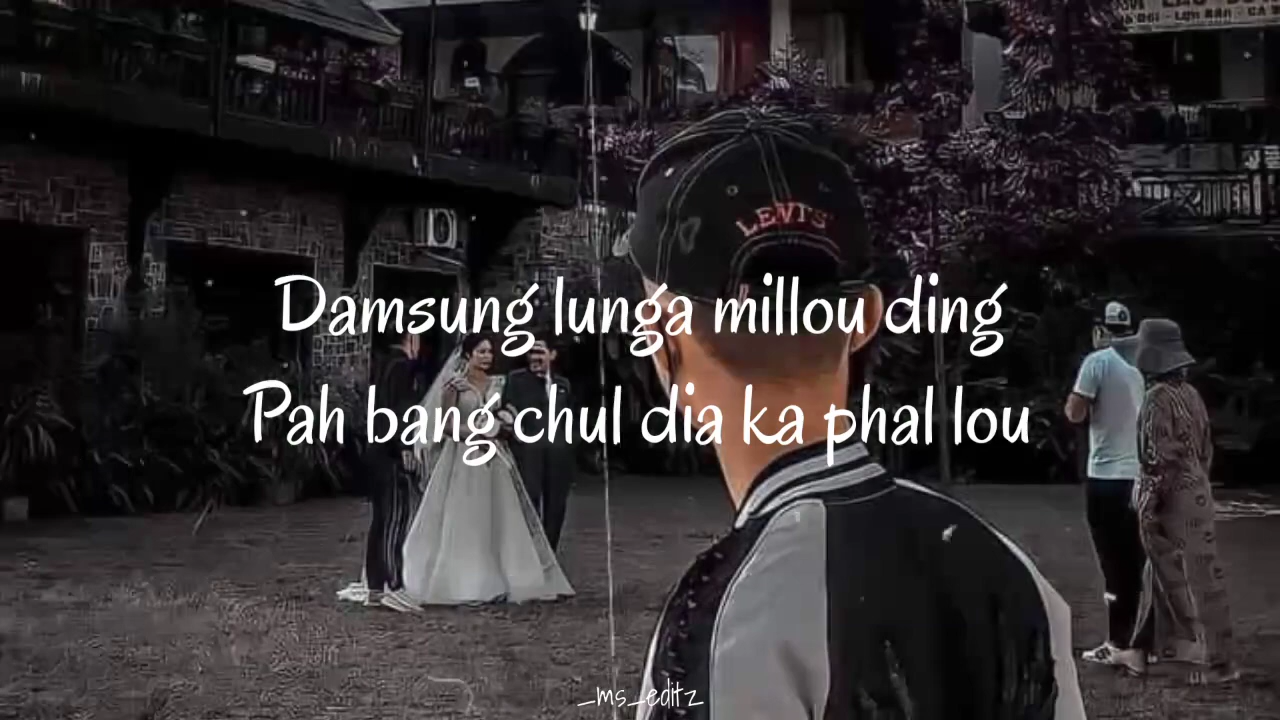 LEVI'S
Damsung lunga millou ding
Pah bang chul dia ka phal lou
_ms_editz